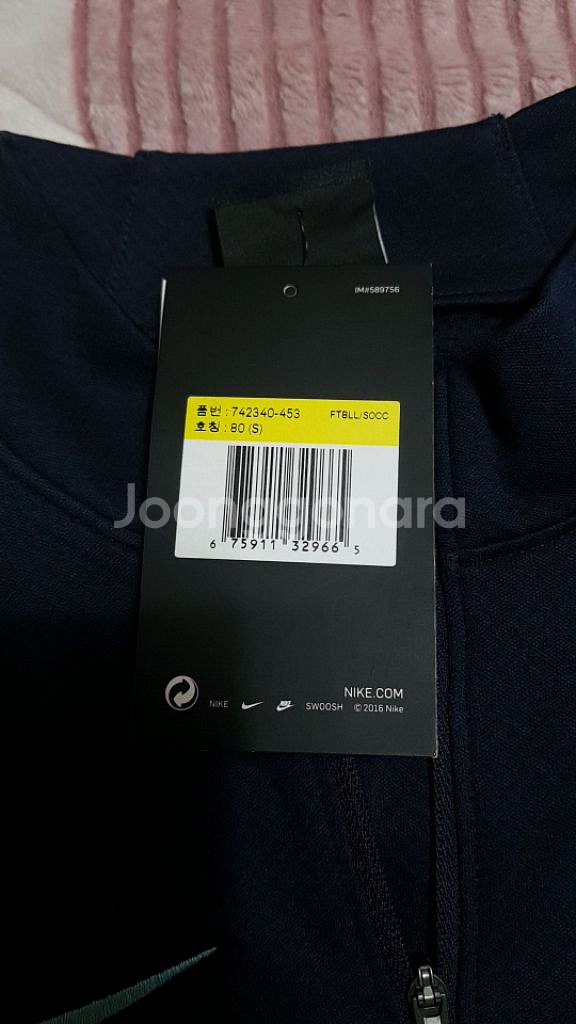 IM#589756
품번 : 742340-453 FTBLL/SOCC
호칭 : 80 (S)
Joonggonara
6 75911 32966 5
NIKE.COM
NIKE SWOOSH © 2016 Nike